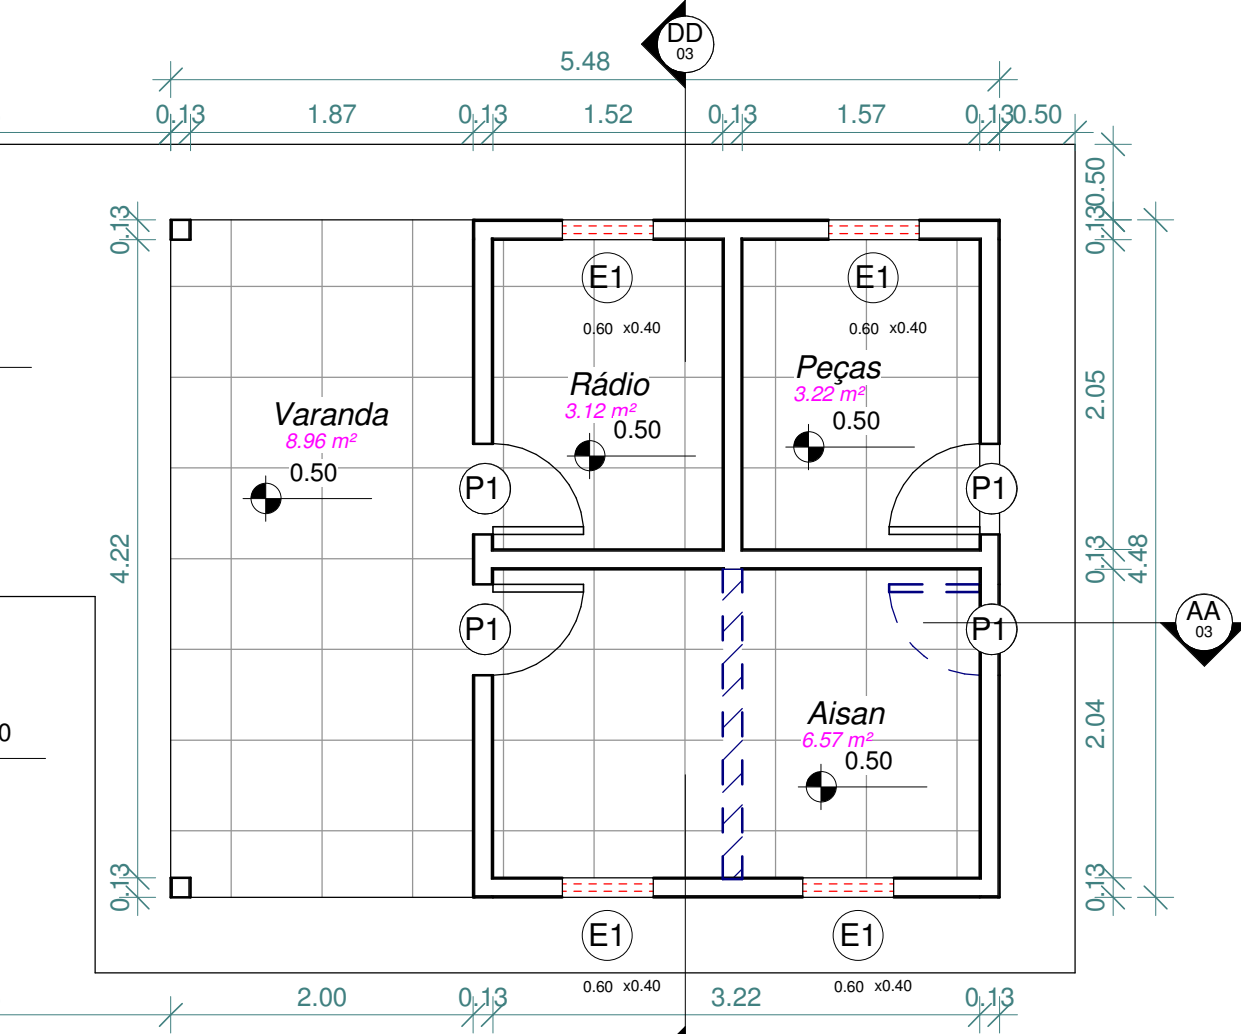 DD
03
5.48
0.13
1.87
0.13
1.52
0.13
1.57
0.13
0.50
0.50
0.13
0.13
E1
0.60 x0.40
E1
0.60 x0.40
Rádio
3.12 m²
0.50
Peças
3.22 m²
0.50
2.05
Varanda
8.96 m²
0.50
P1
P1
4.22
0.13
4.48
P1
P1
AA
03
Aisan
6.57 m²
0.50
2.04
0
0.13
0.13
E1
0.60 x0.40
E1
0.60 x0.40
2.00
0.13
3.22
0.13